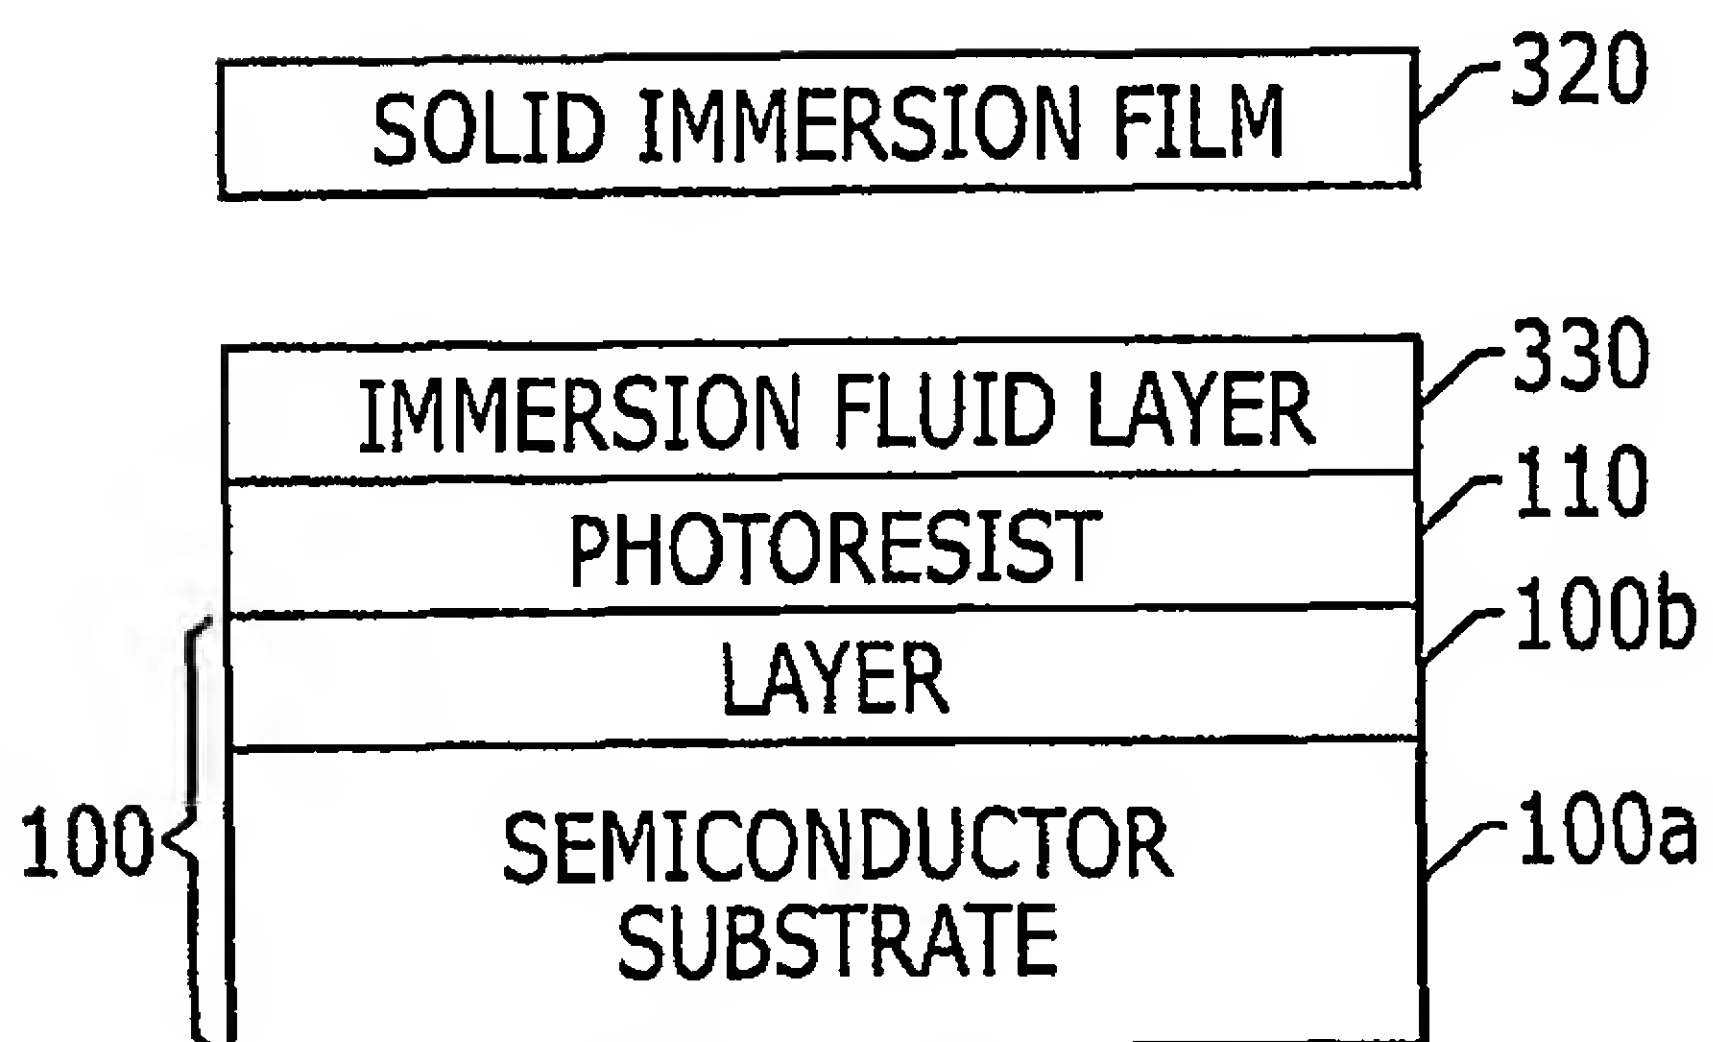 320
SOLID IMMERSION FILM
330
IMMERSION FLUID LAYER
110
PHOTORESIST
100b
LAYER
100
SEMICONDUCTOR
SUBSTRATE
100a